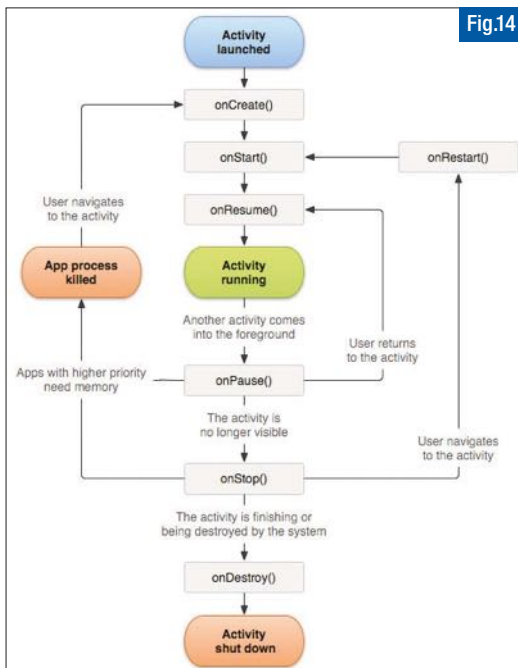 Fig.14
Activity
launched
onCreate()
onStart()
onRestart()
User navigates
to the activity
onResume()
App process
killed
Activity
running
Another activity comes
into the foreground
User returns
to the activity
Apps with higher priority
need memory
onPause()
The activity is
no longer visible
User navigates
to the activity
onStop()
The activity is finishing or
being destroyed by the system
onDestroy()
Activity
shut down